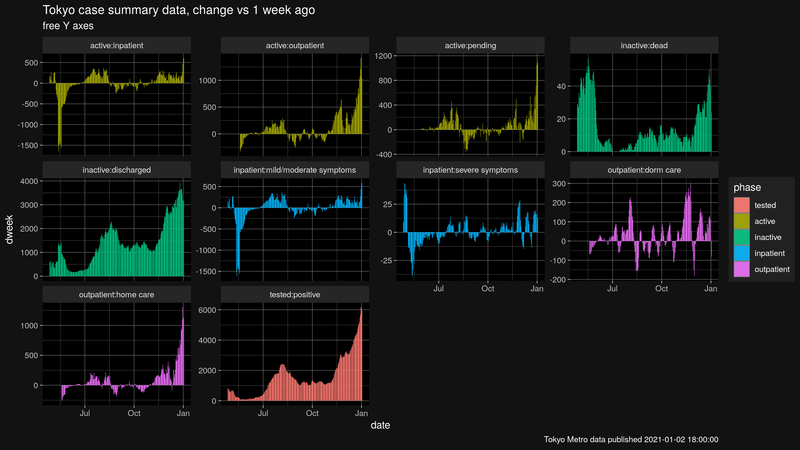 Tokyo case summary data, change vs 1 week ago
free Y axes
active:inpatient
active:outpatient
active:pending
inactive:dead
500
0
-500
-1000
-1500
1000
500
0
1200
800
400
0
-400
40
20
0
inactive:discharged
inpatient:mild/moderate symptoms
inpatient:severe symptoms
outpatient:dorm care
4000
3000
2000
1000
0
500
0
-500
-1000
-1500
25
0
-25
300
200
100
0
-100
-200
Jul Oct Jan
Jul Oct Jan
outpatient:home care
tested:positive
1000
500
0
6000
4000
2000
0
Jul Oct Jan
Jul Oct Jan
dweek
date
phase
tested
active
inactive
inpatient
outpatient
Tokyo Metro data published 2021-01-02 18:00:00